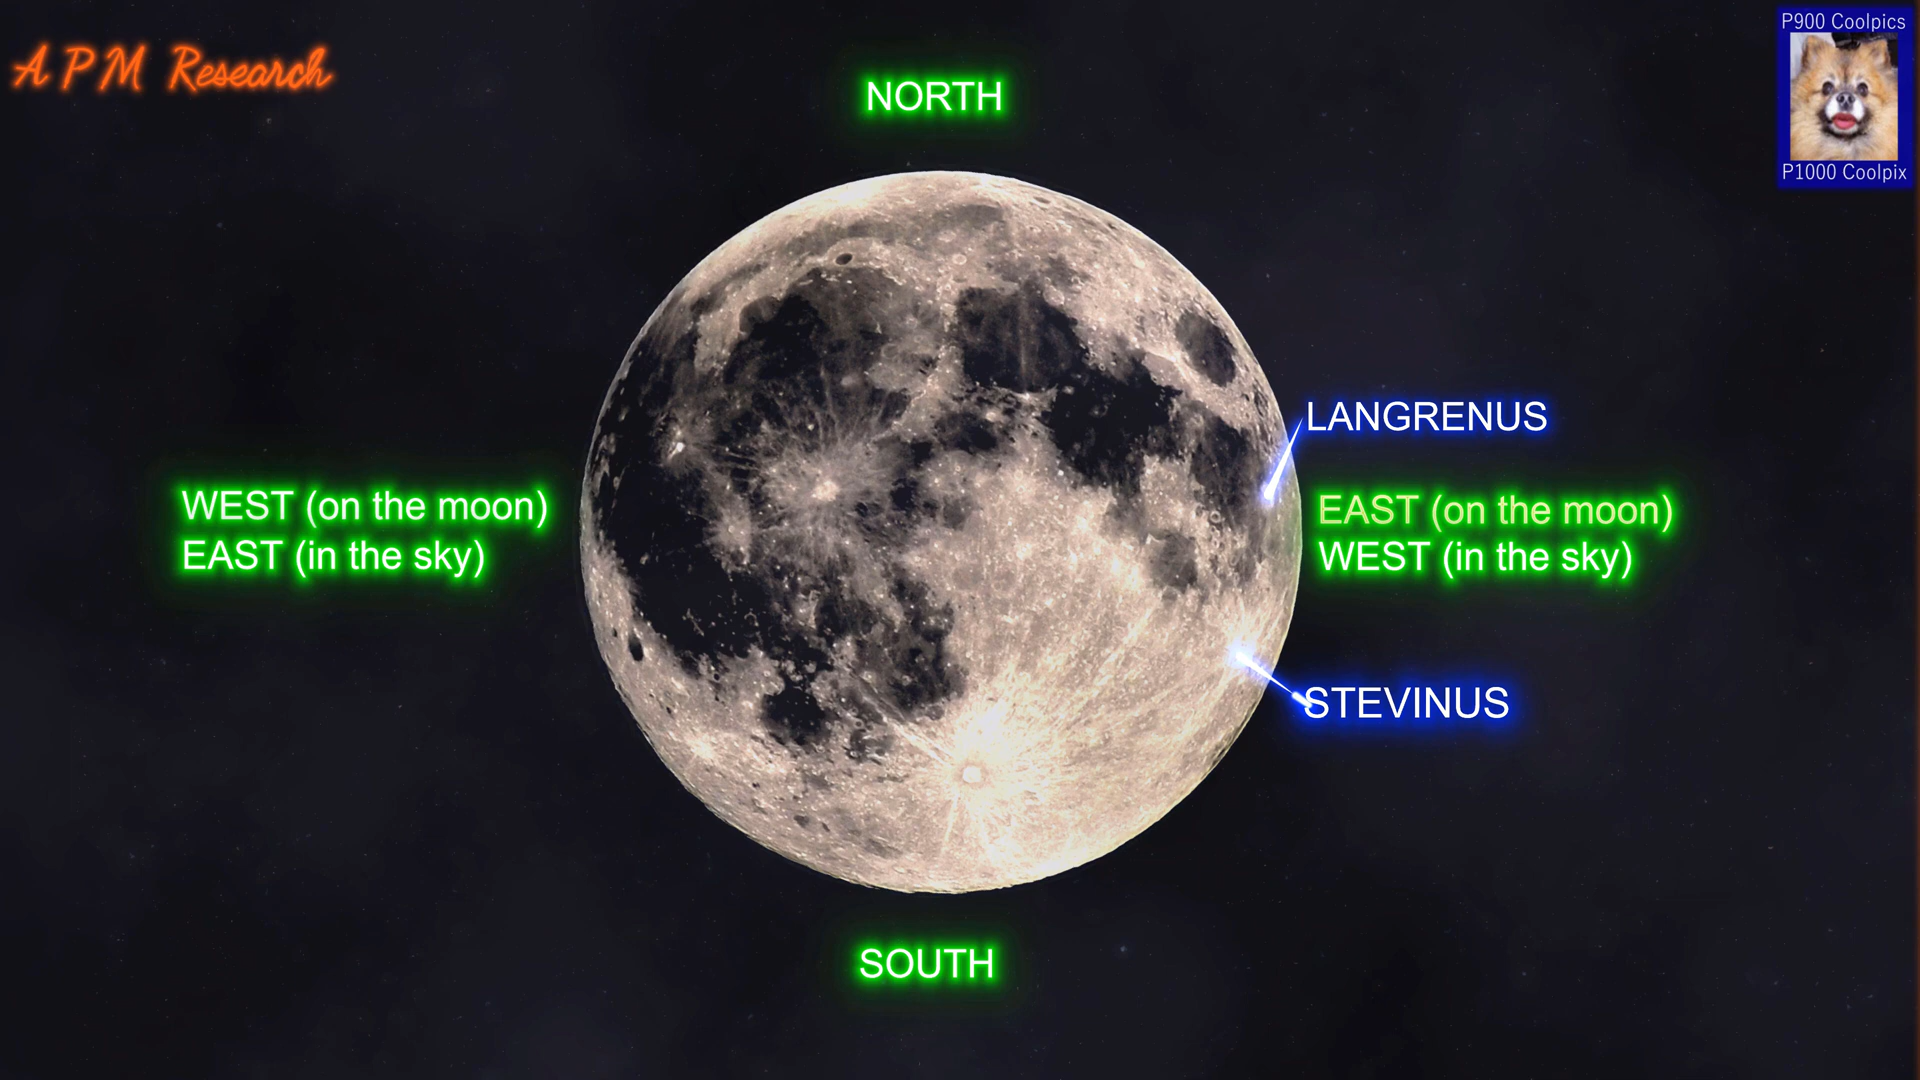 A P M Research
P900 Coolpics
P1000 Coolpix
NORTH
LANGRENUS
WEST (on the moon)
EAST (in the sky)
EAST (on the moon)
WEST (in the sky)
STEVINUS
SOUTH